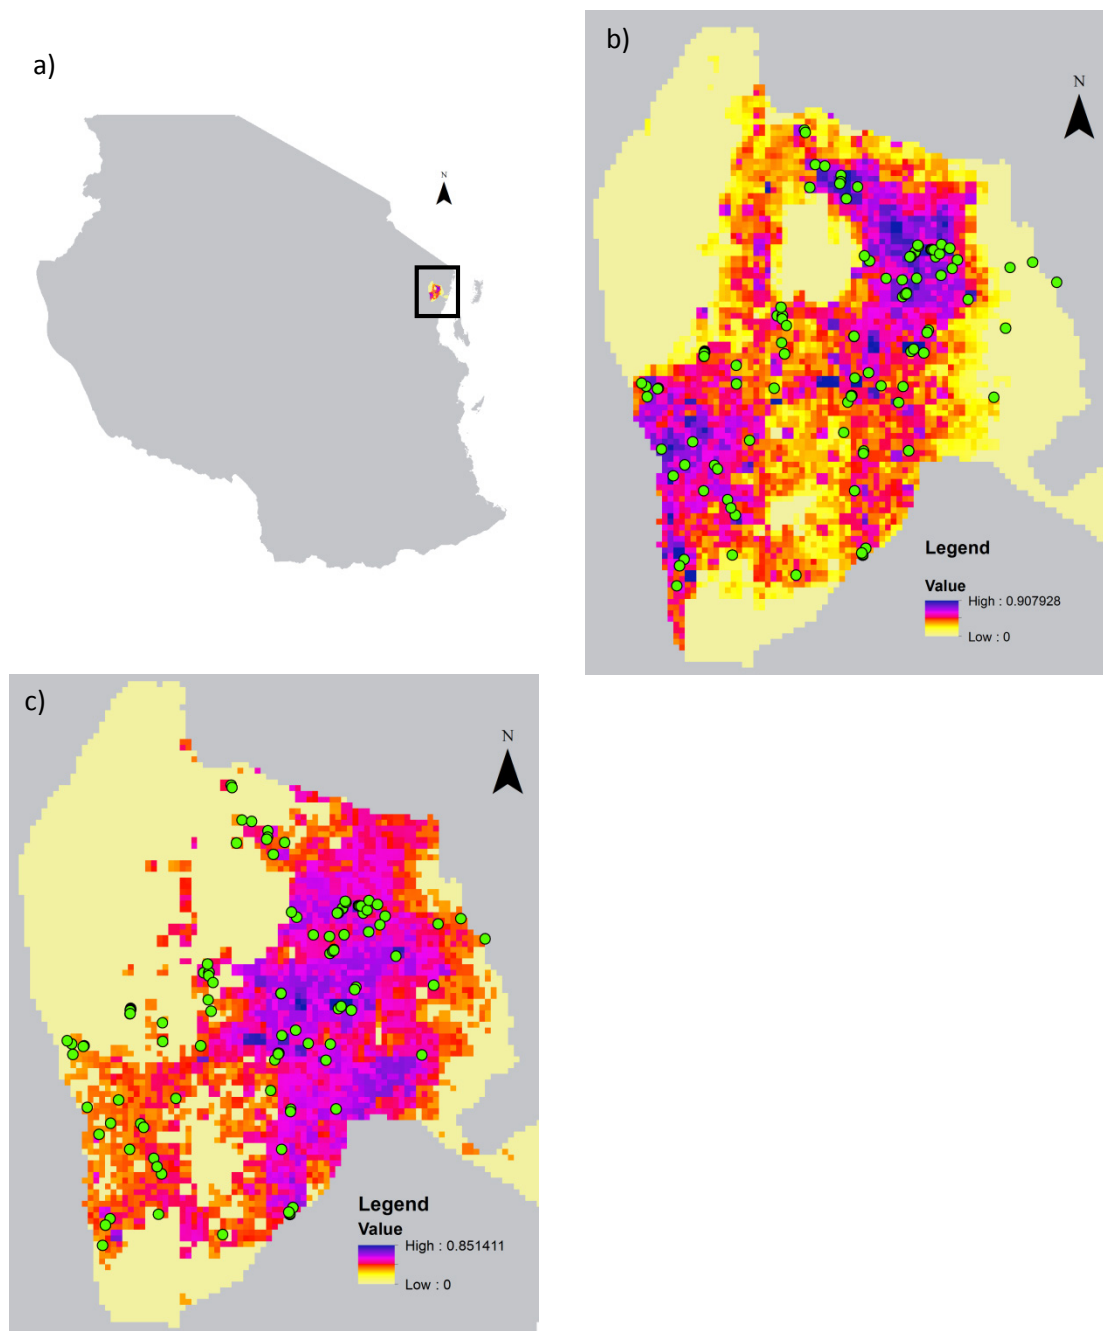 a)
N
b)
N
Legend
Value
High : 0.907928
Low : 0
c)
N
Legend
Value
High : 0.851411
Low : 0